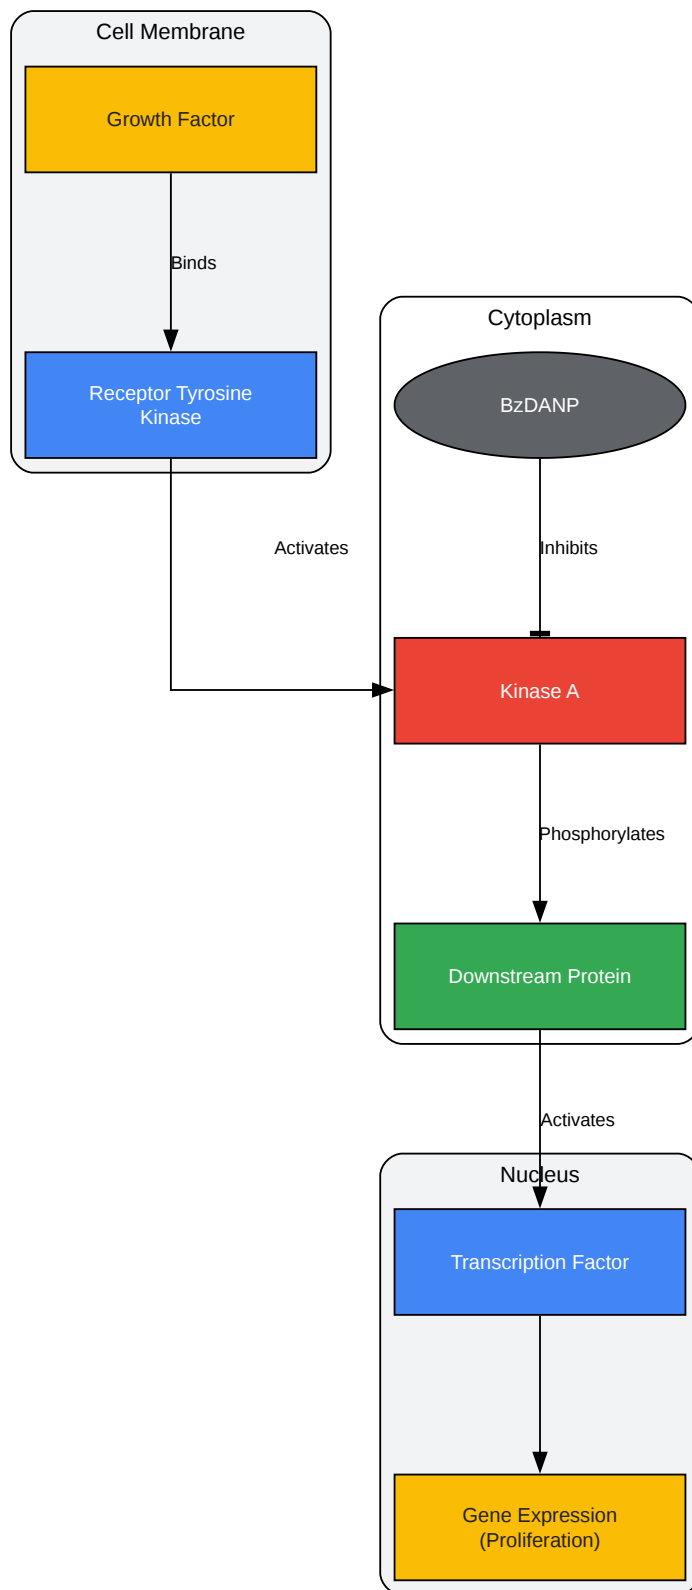 Cell Membrane
Growth Factor
Binds
Receptor Tyrosine
Kinase
Activates
Cytoplasm
BzDANP
Inhibits
Kinase A
Phosphorylates
Downstream Protein
Activates
Nucleus
Transcription Factor
Gene Expression
(Proliferation)